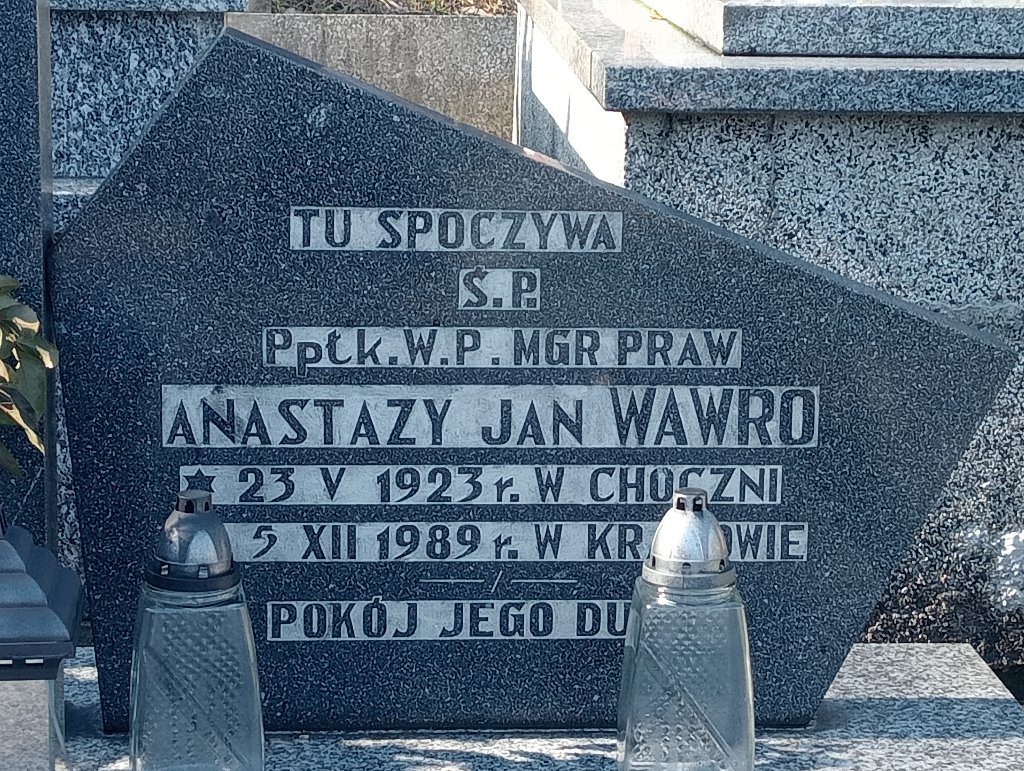 TU SPOCZYWA
Ś.P.
Ppłk. W.P. MGR PRAW
ANASTAZY JAN WAWRO
23 V 1923 r. W CHOCZNI
5 XII 1989 r. W
POKÓJ JEGO